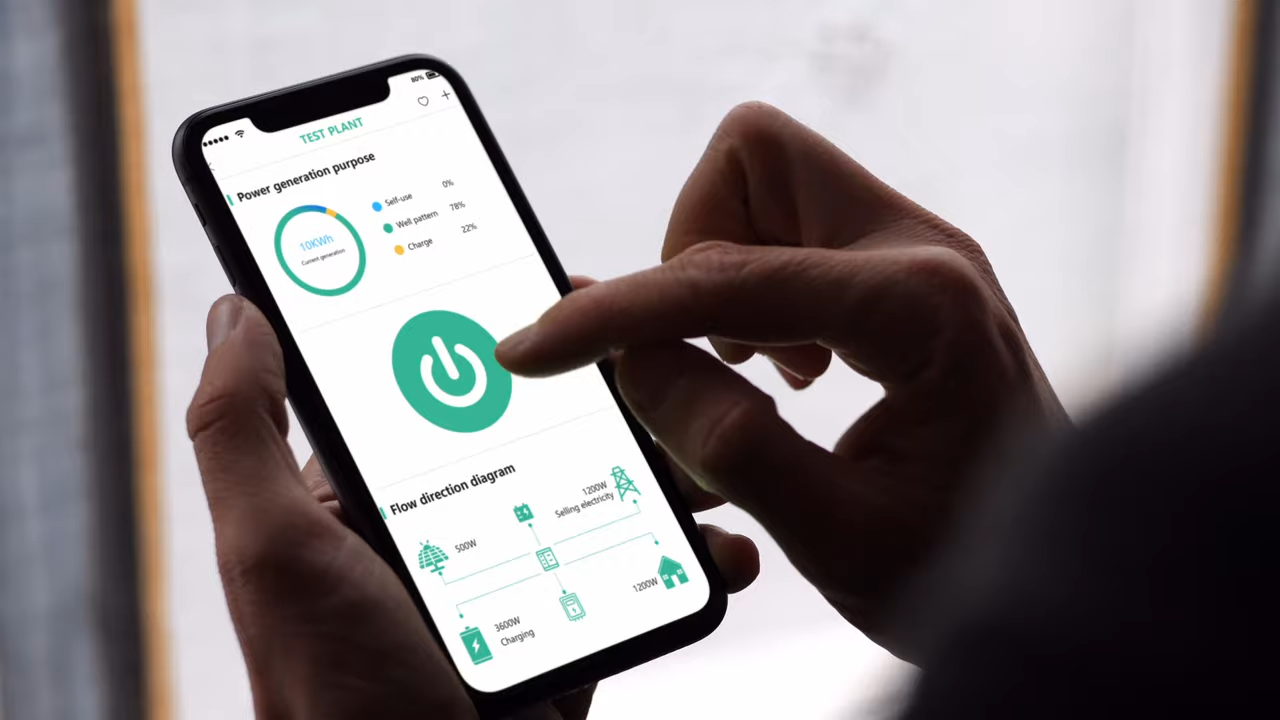 80%
TEST PLANT
Power generation purpose
10KWh
Current generation
Self-use 0%
Well pattern 78%
Charge 22%
Flow direction diagram
1200W
Selling electricity
500W
1200W
3600W
Charging